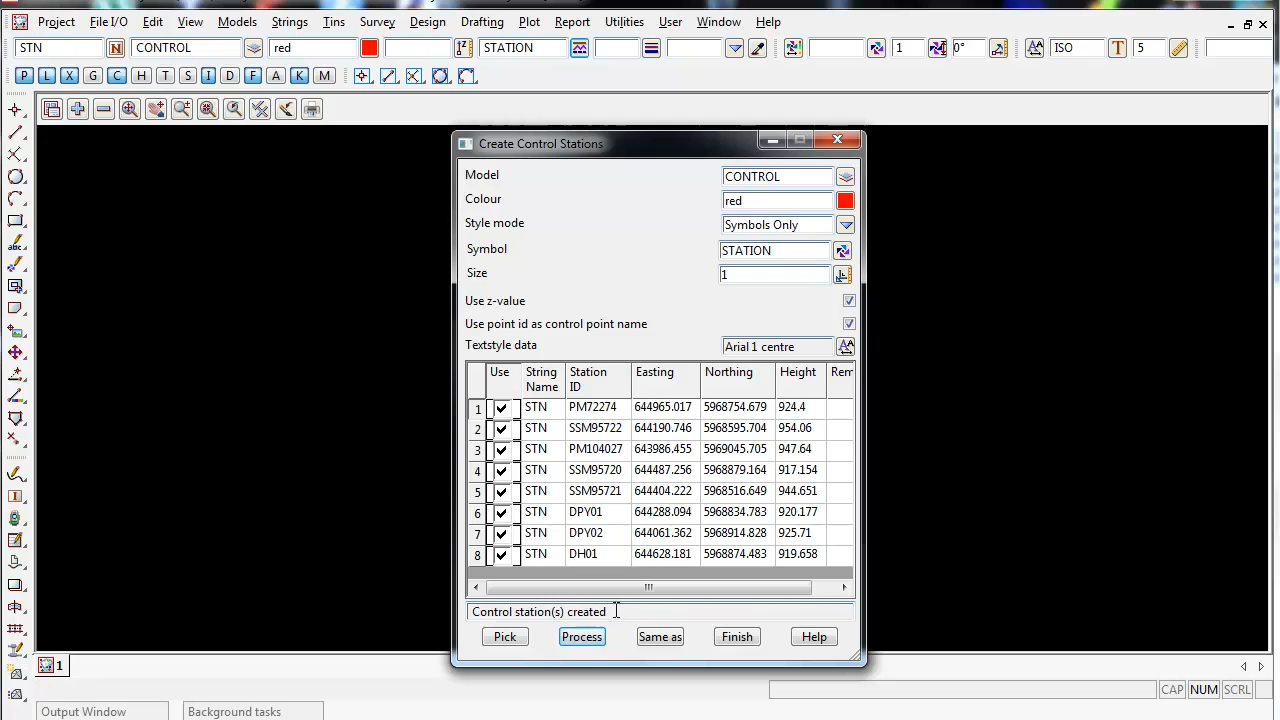 Project File I/O Edit View Models Strings Tins Survey Design Drafting Plot Report Utilities User Window Help
STN N CONTROL red STATION 1 0° ISO T 5
P L X G C H T S I D F A K M
Create Control Stations
Model CONTROL
Colour red
Style mode Symbols Only
Symbol STATION
Size 1
Use z-value
Use point id as control point name
Textstyle data Arial 1 centre
Use String Name Station ID Easting Northing Height Rem
1 STN PM72274 644965.017 5968754.679 924.4
2 STN SSM95722 644190.746 5968595.704 954.06
3 STN PM104027 643986.455 5969045.705 947.64
4 STN SSM95720 644487.256 5968879.164 917.154
5 STN SSM95721 644404.222 5968516.649 944.651
6 STN DPY01 644288.094 5968834.783 920.177
7 STN DPY02 644061.362 5968914.828 925.71
8 STN DH01 644628.181 5968874.483 919.658
Control station(s) created
Pick Process Same as Finish Help
1
CAP NUM SCRL
Output Window Background tasks